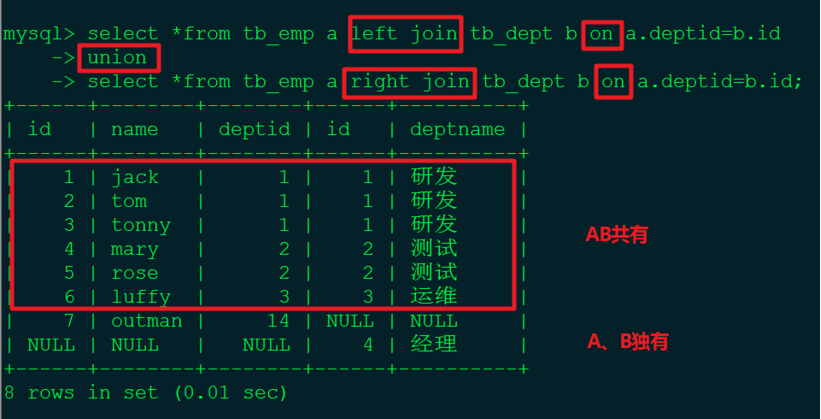 mysql> select *from tb_emp a left join tb_dept b on a.deptid=b.id
-> union
-> select *from tb_emp a right join tb_dept b on a.deptid=b.id;
+------+--------+--------+------+----------+
| id | name | deptid | id | deptname |
+------+--------+--------+------+----------+
| 1 | jack | 1 | 1 | 研发 |
| 2 | tom | 1 | 1 | 研发 |
| 3 | tonny | 1 | 1 | 研发 |
| 4 | mary | 2 | 2 | 测试 |
| 5 | rose | 2 | 2 | 测试 |
| 6 | luffy | 3 | 3 | 运维 |
| 7 | outman | 14 | NULL | NULL |
| NULL | NULL | NULL | 4 | 经理 |
+------+--------+--------+------+----------+
8 rows in set (0.01 sec)
AB共有
A、B独有